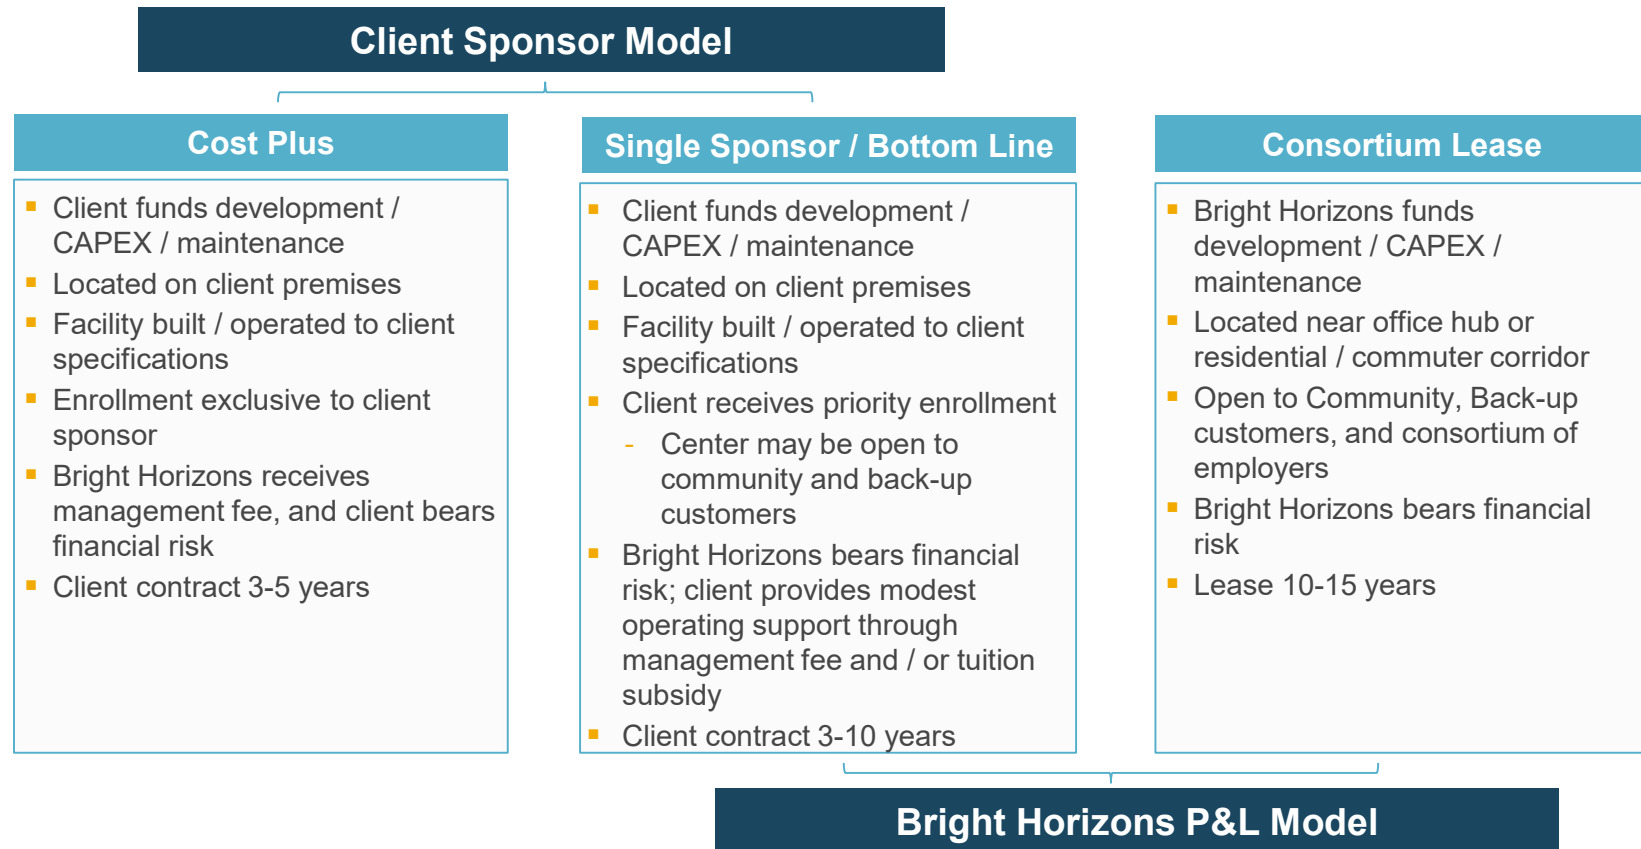 Client Sponsor Model
Cost Plus
▪ Client funds development /
CAPEX / maintenance
▪ Located on client premises
▪ Facility built / operated to client
specifications
▪ Enrollment exclusive to client
sponsor
▪ Bright Horizons receives
management fee, and client bears
financial risk
▪ Client contract 3-5 years
Single Sponsor / Bottom Line
▪ Client funds development /
CAPEX / maintenance
▪ Located on client premises
▪ Facility built / operated to client
specifications
▪ Client receives priority enrollment
- Center may be open to
community and back-up
customers
▪ Bright Horizons bears financial
risk; client provides modest
operating support through
management fee and / or tuition
subsidy
▪ Client contract 3-10 years
Consortium Lease
▪ Bright Horizons funds
development / CAPEX /
maintenance
▪ Located near office hub or
residential / commuter corridor
▪ Open to Community, Back-up
customers, and consortium of
employers
▪ Bright Horizons bears financial
risk
▪ Lease 10-15 years
Bright Horizons P&L Model